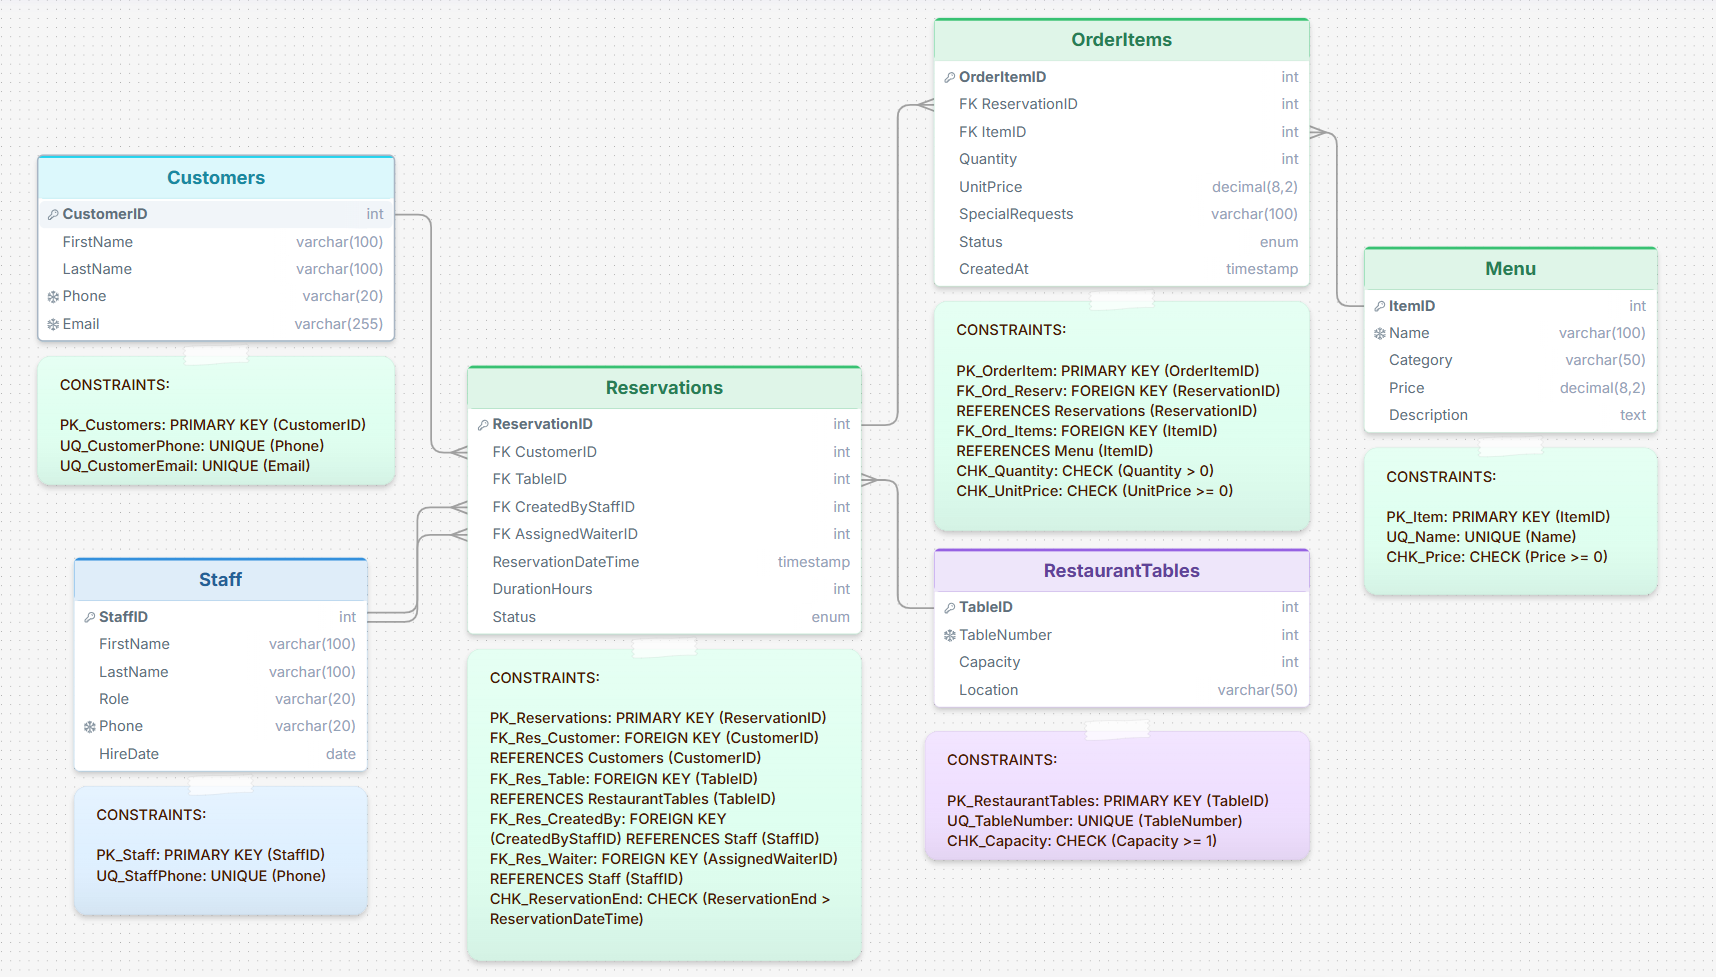 Customers
CustomerID int
FirstName varchar(100)
LastName varchar(100)
Phone varchar(20)
Email varchar(255)
CONSTRAINTS:
PK_Customers: PRIMARY KEY (CustomerID)
UQ_CustomerPhone: UNIQUE (Phone)
UQ_CustomerEmail: UNIQUE (Email)
Staff
StaffID int
FirstName varchar(100)
LastName varchar(100)
Role varchar(20)
Phone varchar(20)
HireDate date
CONSTRAINTS:
PK_Staff: PRIMARY KEY (StaffID)
UQ_StaffPhone: UNIQUE (Phone)
Reservations
ReservationID int
FK CustomerID int
FK TableID int
FK CreatedByStaffID int
FK AssignedWaiterID int
ReservationDateTime timestamp
DurationHours int
Status enum
CONSTRAINTS:
PK_Reservations: PRIMARY KEY (ReservationID)
FK_Res_Customer: FOREIGN KEY (CustomerID)
REFERENCES Customers (CustomerID)
FK_Res_Table: FOREIGN KEY (TableID)
REFERENCES RestaurantTables (TableID)
FK_Res_CreatedBy: FOREIGN KEY
(CreatedByStaffID) REFERENCES Staff (StaffID)
FK_Res_Waiter: FOREIGN KEY (AssignedWaiterID)
REFERENCES Staff (StaffID)
CHK_ReservationEnd: CHECK (ReservationEnd >
ReservationDateTime)
OrderItems
OrderItemID int
FK ReservationID int
FK ItemID int
Quantity int
UnitPrice decimal(8,2)
SpecialRequests varchar(100)
Status enum
CreatedAt timestamp
CONSTRAINTS:
PK_OrderItem: PRIMARY KEY (OrderItemID)
FK_Ord_Reserv: FOREIGN KEY (ReservationID)
REFERENCES Reservations (ReservationID)
FK_Ord_Items: FOREIGN KEY (ItemID)
REFERENCES Menu (ItemID)
CHK_Quantity: CHECK (Quantity > 0)
CHK_UnitPrice: CHECK (UnitPrice >= 0)
RestaurantTables
TableID int
TableNumber int
Capacity int
Location varchar(50)
CONSTRAINTS:
PK_RestaurantTables: PRIMARY KEY (TableID)
UQ_TableNumber: UNIQUE (TableNumber)
CHK_Capacity: CHECK (Capacity >= 1)
Menu
ItemID int
Name varchar(100)
Category varchar(50)
Price decimal(8,2)
Description text
CONSTRAINTS:
PK_Item: PRIMARY KEY (ItemID)
UQ_Name: UNIQUE (Name)
CHK_Price: CHECK (Price >= 0)